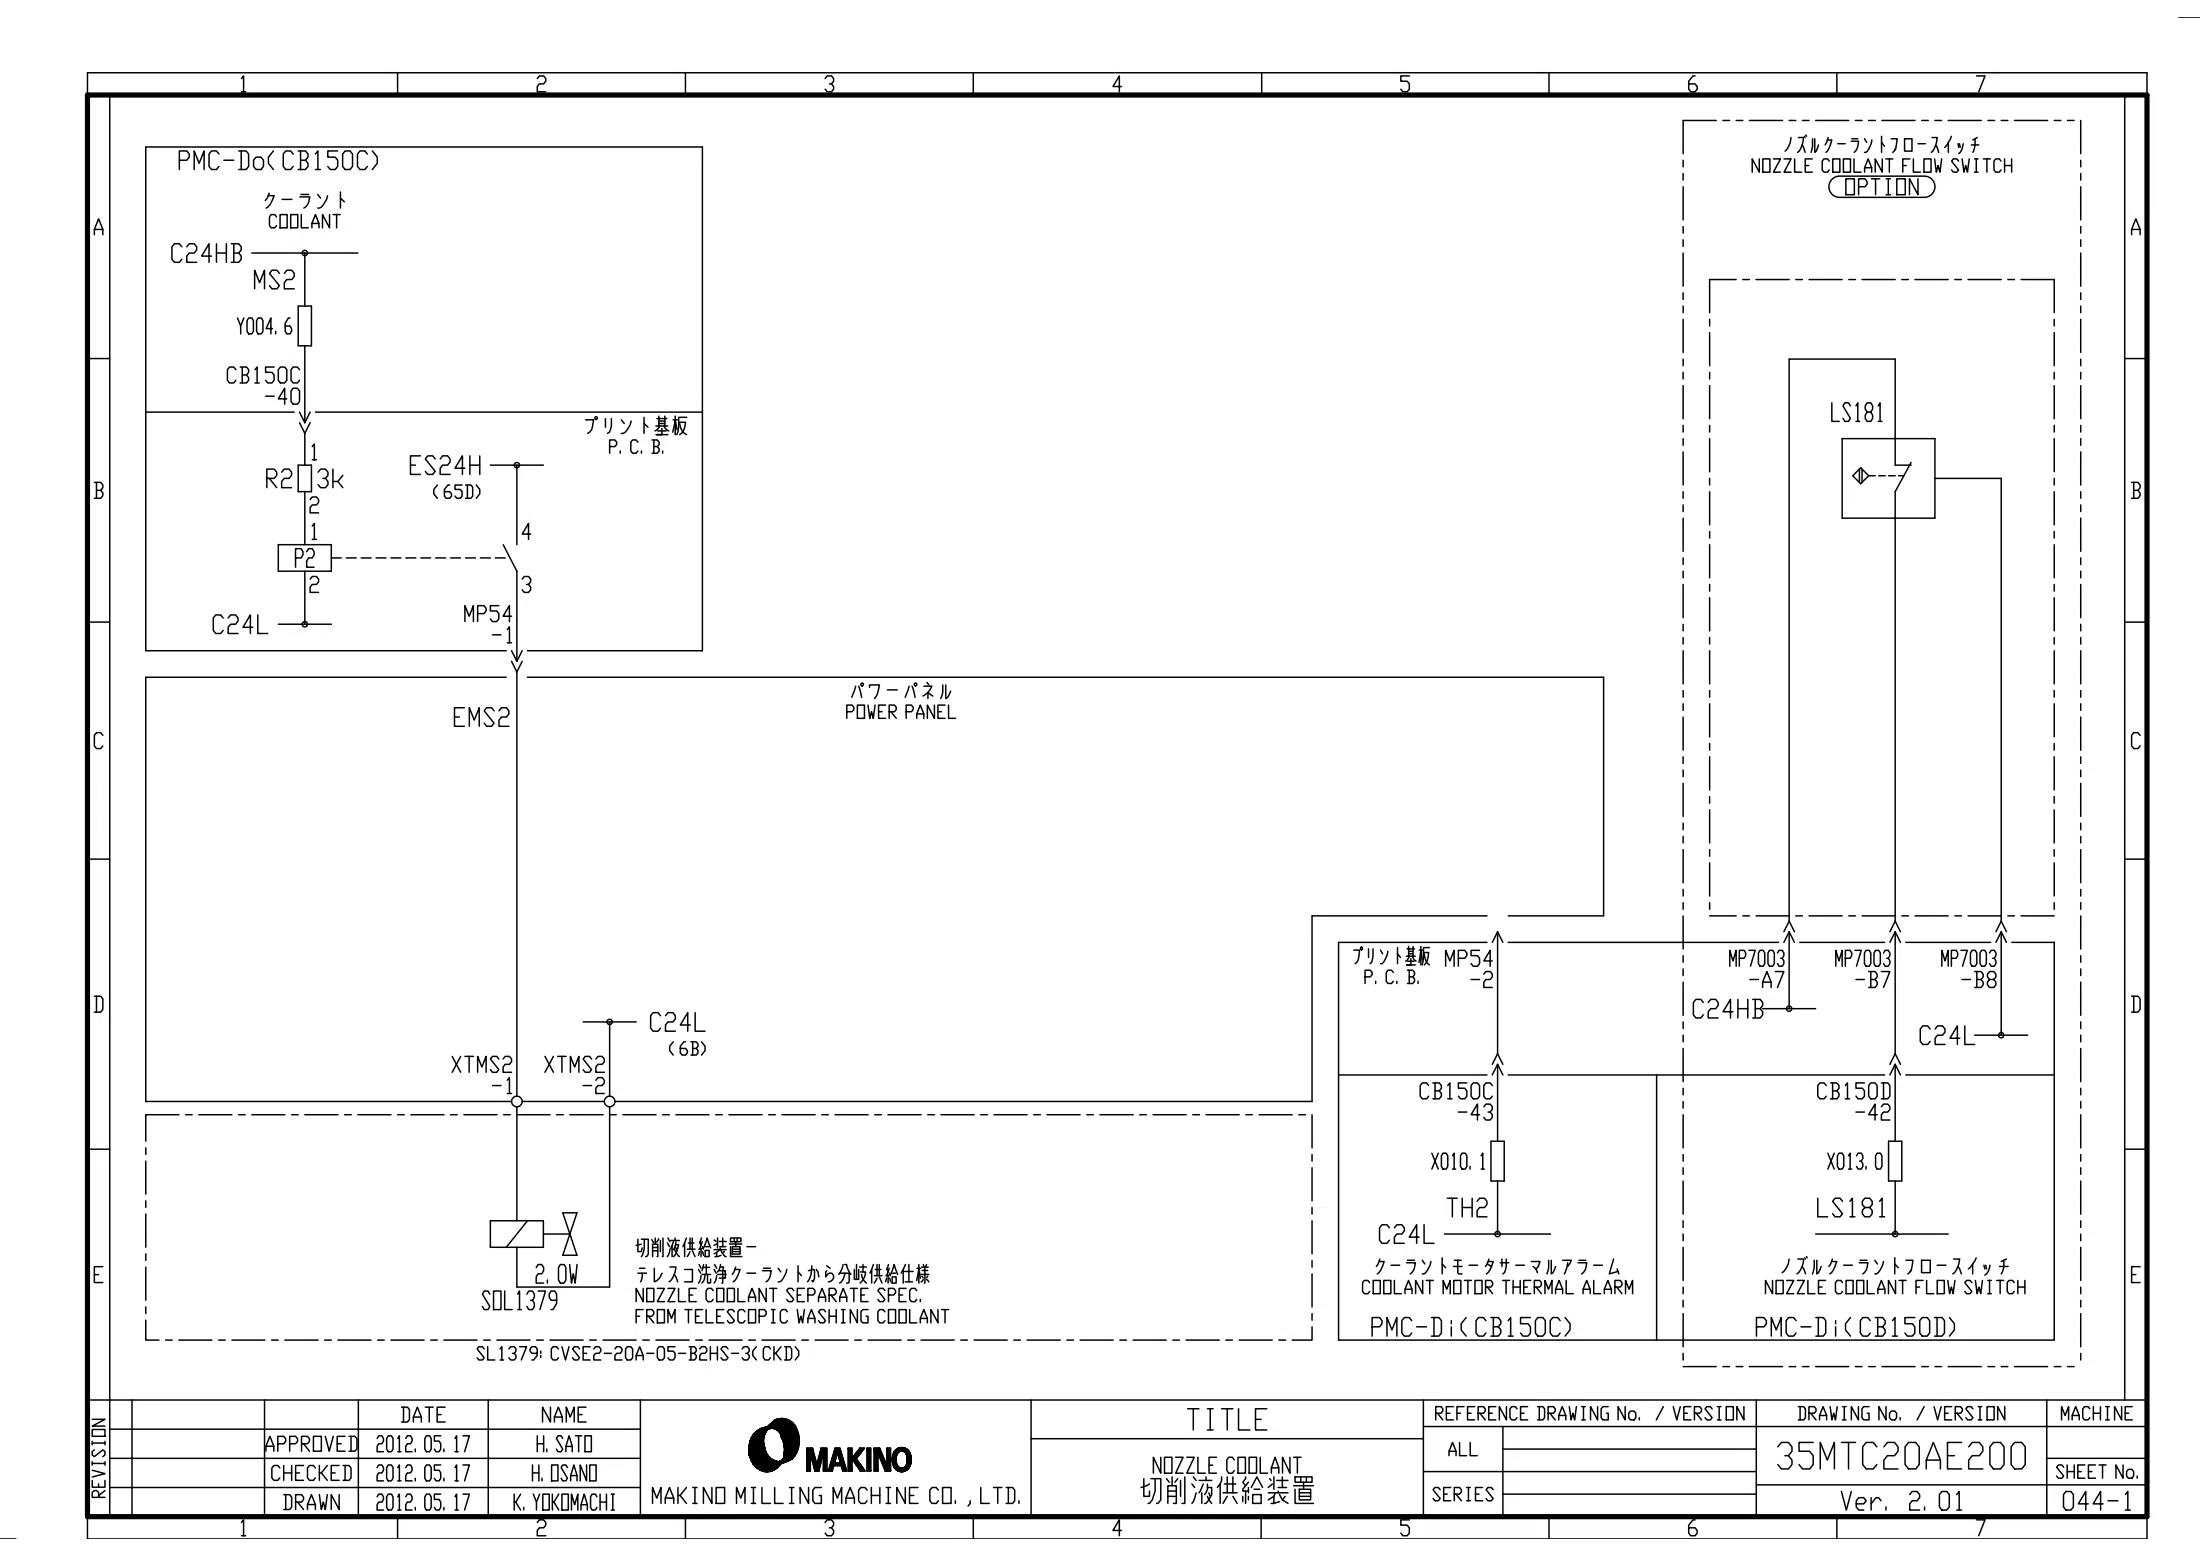 1 2 3 4 5 6 7
A
B
C
D
E
PMC-Do(CB150C)
クーラント
COOLANT
C24HB
MS2
Y004.6
CB150C
-40
プリント基板
P.C.B.
1
R2 3k
2
1
P2
2
C24L
ES24H
(65D)
4
3
MP54
-1
パワーパネル
POWER PANEL
EMS2
C24L
(6B)
XTMS2
-1
XTMS2
-2
2.0W
SOL1379
切削液供給装置-
テレスコ洗浄クーラントから分岐供給仕様
NOZZLE COOLANT SEPARATE SPEC.
FROM TELESCOPIC WASHING COOLANT
SL1379: CVSE2-20A-05-B2HS-3(CKD)
ノズルクーラントフロースイッチ
NOZZLE COOLANT FLOW SWITCH
OPTION
LS181
プリント基板
P.C.B.
MP54
-2
MP7003
-A7
MP7003
-B7
MP7003
-B8
C24HB
C24L
CB150C
-43
X010.1
TH2
C24L
クーラントモータサーマルアラーム
COOLANT MOTOR THERMAL ALARM
PMC-Di(CB150C)
CB150D
-42
X013.0
LS181
ノズルクーラントフロースイッチ
NOZZLE COOLANT FLOW SWITCH
PMC-Di(CB150D)
A
B
C
D
E
REVISION
DATE NAME
APPROVED 2012.05.17 H.SATO
CHECKED 2012.05.17 H.OSANO
DRAWN 2012.05.17 K.YOKOMACHI
MAKINO
MAKINO MILLING MACHINE CO.,LTD.
TITLE
NOZZLE COOLANT
切削液供給装置
REFERENCE DRAWING No. / VERSION
ALL
SERIES
DRAWING No. / VERSION
35MTC20AE200
Ver. 2.01
MACHINE
SHEET No.
044-1
1 2 3 4 5 6 7